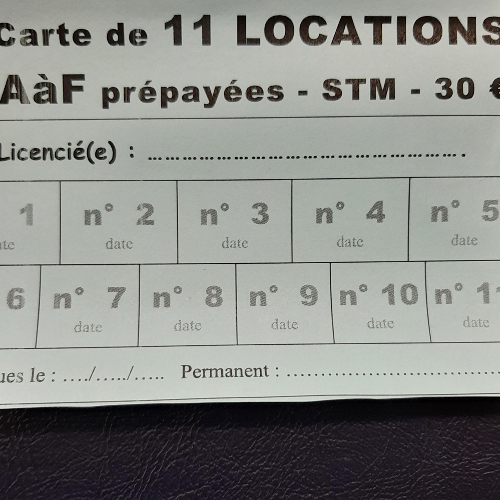 Carte de 11 LOCATIONS
AàF prépayées - STM - 30 €
Licencié(e) : ……………………………………………….
1 n° 2 n° 3 n° 4 n° 5
date date date date
6 n° 7 n° 8 n° 9 n° 10 n° 11
date date date date
le : …./…../….. Permanent : ……………………………